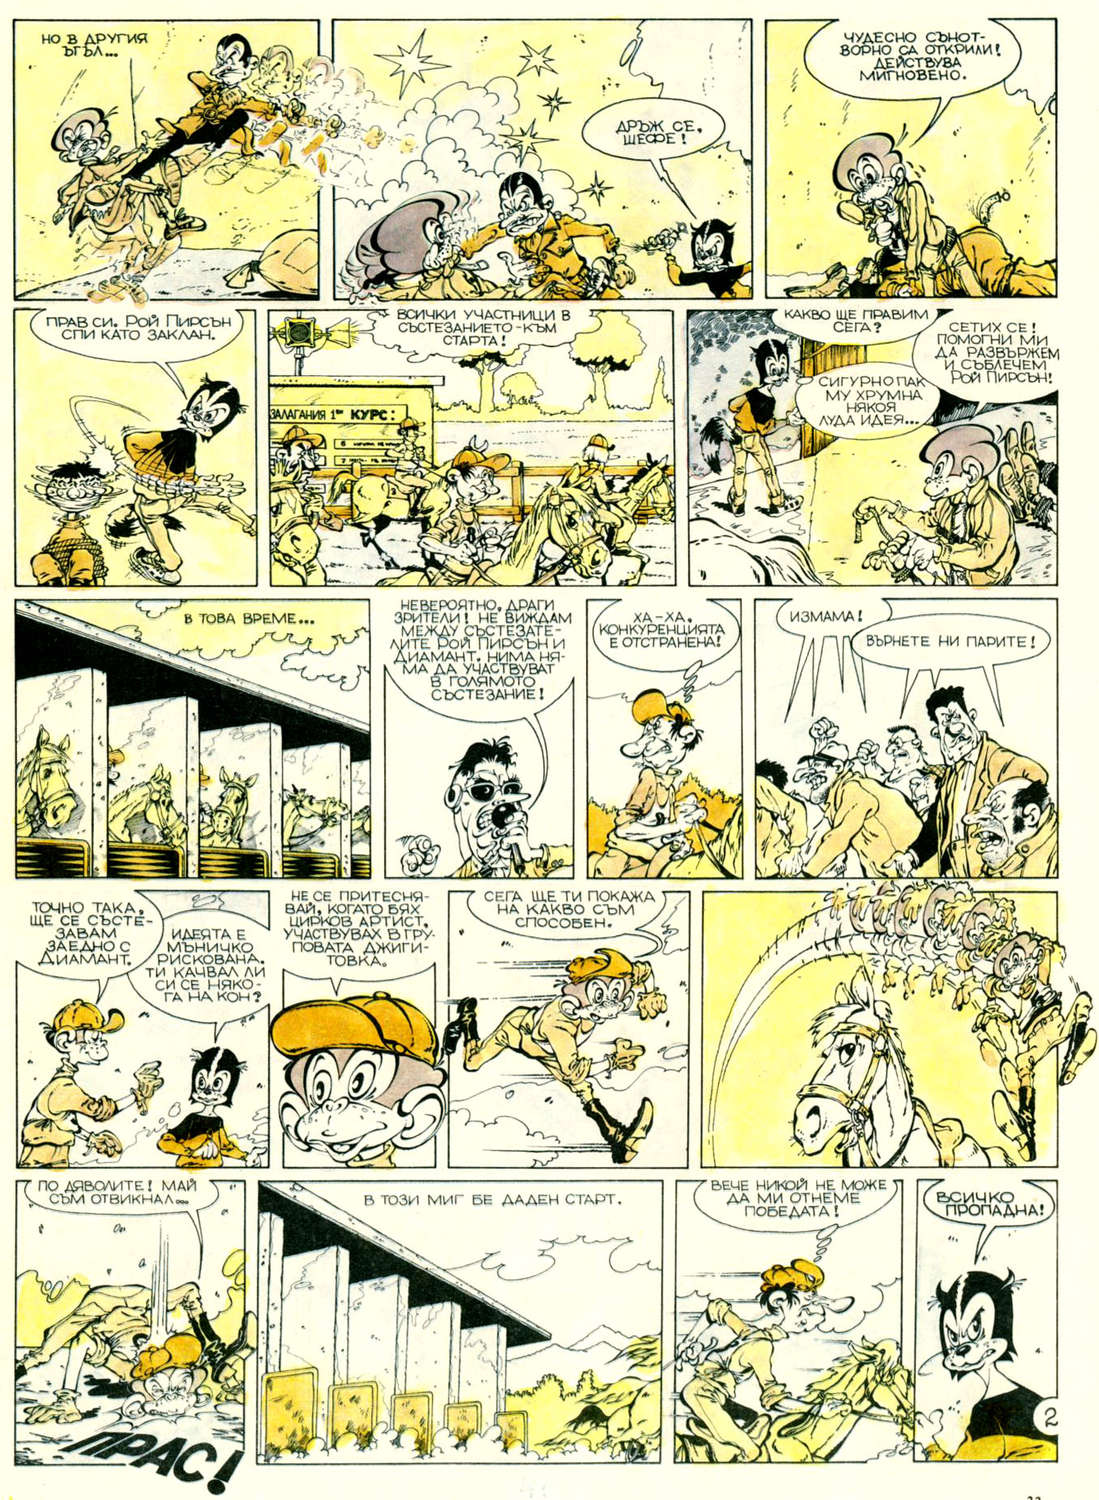 НО В ДРУГИЯ
ЪГЪЛ...
ДРЪЖ СЕ,
ШЕФЕ!
ЧУДЕСНО СЪНОТ-
ВОРНО СА ОТКРИЛИ!
ДЕЙСТВУВА
МИГНОВЕНО.
ПРАВ СИ. РОЙ ПИРСЪН
СПИ КАТО ЗАКЛАН.
ВСИЧКИ УЧАСТНИЦИ В
СЪСТЕЗАНИЕТО-КЪМ
СТАРТА!
ЗАЛАГАНИЯ 1ВИ КУРС:
КАКВО ЩЕ ПРАВИМ
СЕГА?
СИГУРНО ПАК
МУ ХРУМНА
НЯКОЯ
ЛУДА ИДЕЯ...
СЕТИХ СЕ!
ПОМОГНИ МИ
ДА РАЗВЪРЖЕМ
И СЪБЛЕЧЕМ
РОЙ ПИРСЪН!
В ТОВА ВРЕМЕ...
НЕВЕРОЯТНО, ДРАГИ
ЗРИТЕЛИ! НЕ ВИЖДАМ
МЕЖДУ СЪСТЕЗАТЕ-
ЛИТЕ РОЙ ПИРСЪН И
ДИАМАНТ. НИМА НЯ-
МА ДА УЧАСТВУВАТ
В ГОЛЯМОТО
СЪСТЕЗАНИЕ!
ХА-ХА,
КОНКУРЕНЦИЯТА
Е ОТСТРАНЕНА!
ИЗМАМА!
ВЪРНЕТЕ НИ ПАРИТЕ!
ТОЧНО ТАКА,
ЩЕ СЕ СЪСТЕ-
ЗАВАМ
ЗАЕДНО С
ДИАМАНТ.
ИДЕЯТА Е
МЪНИЧКО
РИСКОВАНА.
ТИ КАЧВАЛ ЛИ
СИ СЕ НЯКО-
ГА НА КОН?
НЕ СЕ ПРИТЕСНЯ-
ВАЙ, КОГАТО БЯХ
ЦИРКОВ АРТИСТ,
УЧАСТВУВАХ В ГРУ-
ПОВАТА ДЖИГИ-
ТОВКА.
СЕГА ЩЕ ТИ ПОКАЖА
НА КАКВО СЪМ
СПОСОБЕН.
ПО ДЯВОЛИТЕ! МАЙ
СЪМ ОТВИКНАЛ...
ПРАС!
В ТОЗИ МИГ БЕ ДАДЕН СТАРТ.
ВЕЧЕ НИКОЙ НЕ МОЖЕ
ДА МИ ОТНЕМЕ
ПОБЕДАТА!
ВСИЧКО
ПРОПАДНА!
2